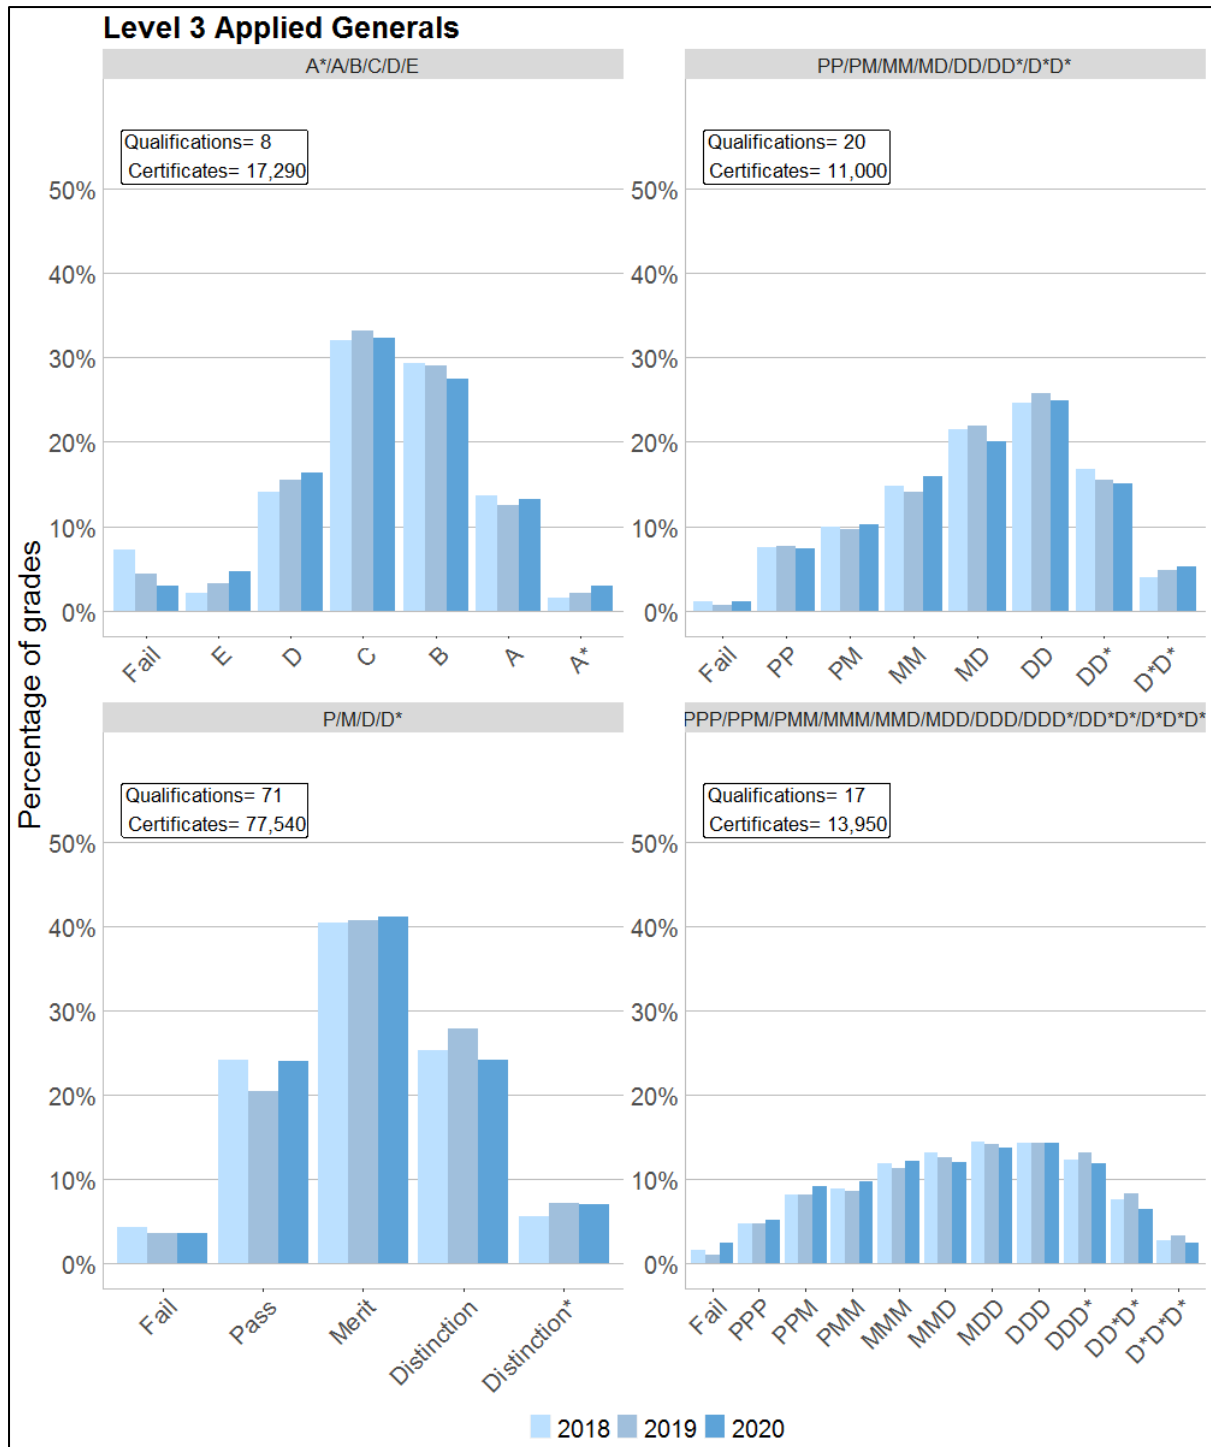 Level 3 Applied Generals
A*/A/B/C/D/E
Qualifications= 8
Certificates= 17,290
50%
40%
30%
20%
10%
0%
Fail
E
D
C
B
A
A*
PP/PM/MM/MD/DD/DD*/D*D*
Qualifications= 20
Certificates= 11,000
50%
40%
30%
20%
10%
0%
Fail
PP
PM
MM
MD
DD
DD*
D*D*
Percentage of grades
P/M/D/D*
Qualifications= 71
Certificates= 77,540
50%
40%
30%
20%
10%
0%
Fail
Pass
Merit
Distinction
Distinction*
PPP/PPM/PMM/MMM/MMD/MDD/DDD/DDD*/DD*D*/D*D*D*
Qualifications= 17
Certificates= 13,950
50%
40%
30%
20%
10%
0%
Fail
PPP
PPM
PMM
MMM
MMD
MDD
DDD
DDD*
DD*D*
D*D*D*
2018 2019 2020